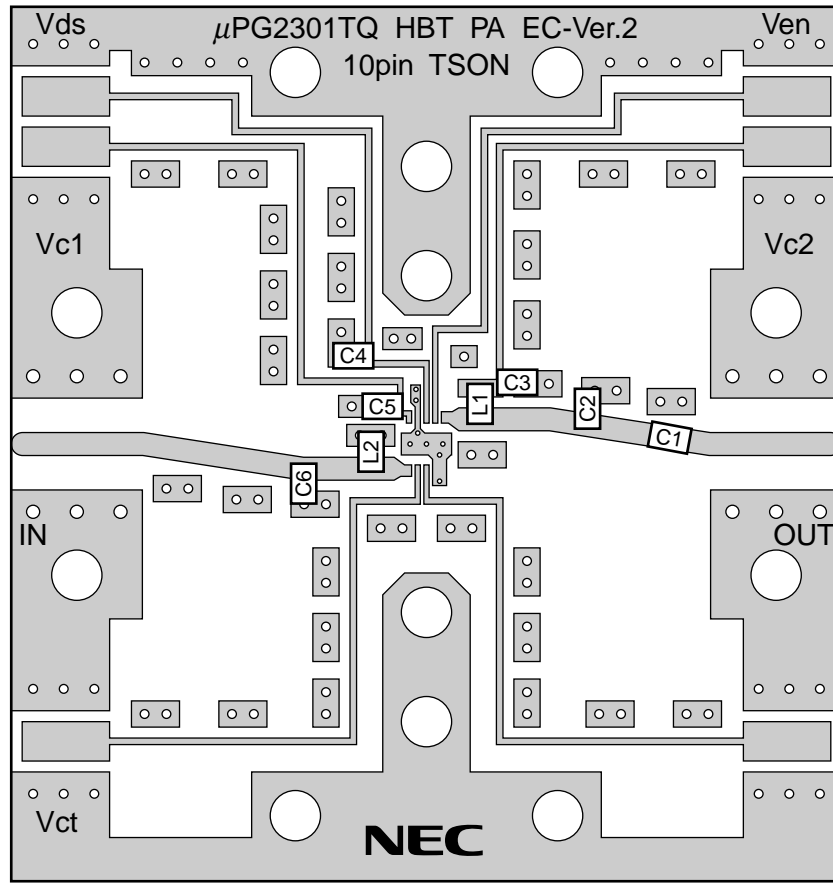 Vds
μPG2301TQ HBT PA EC-Ver.2
Ven
10pin TSON
Vc1
Vc2
C4
C3
L1
C5
C2
C1
L2
C6
IN
OUT
Vct
NEC